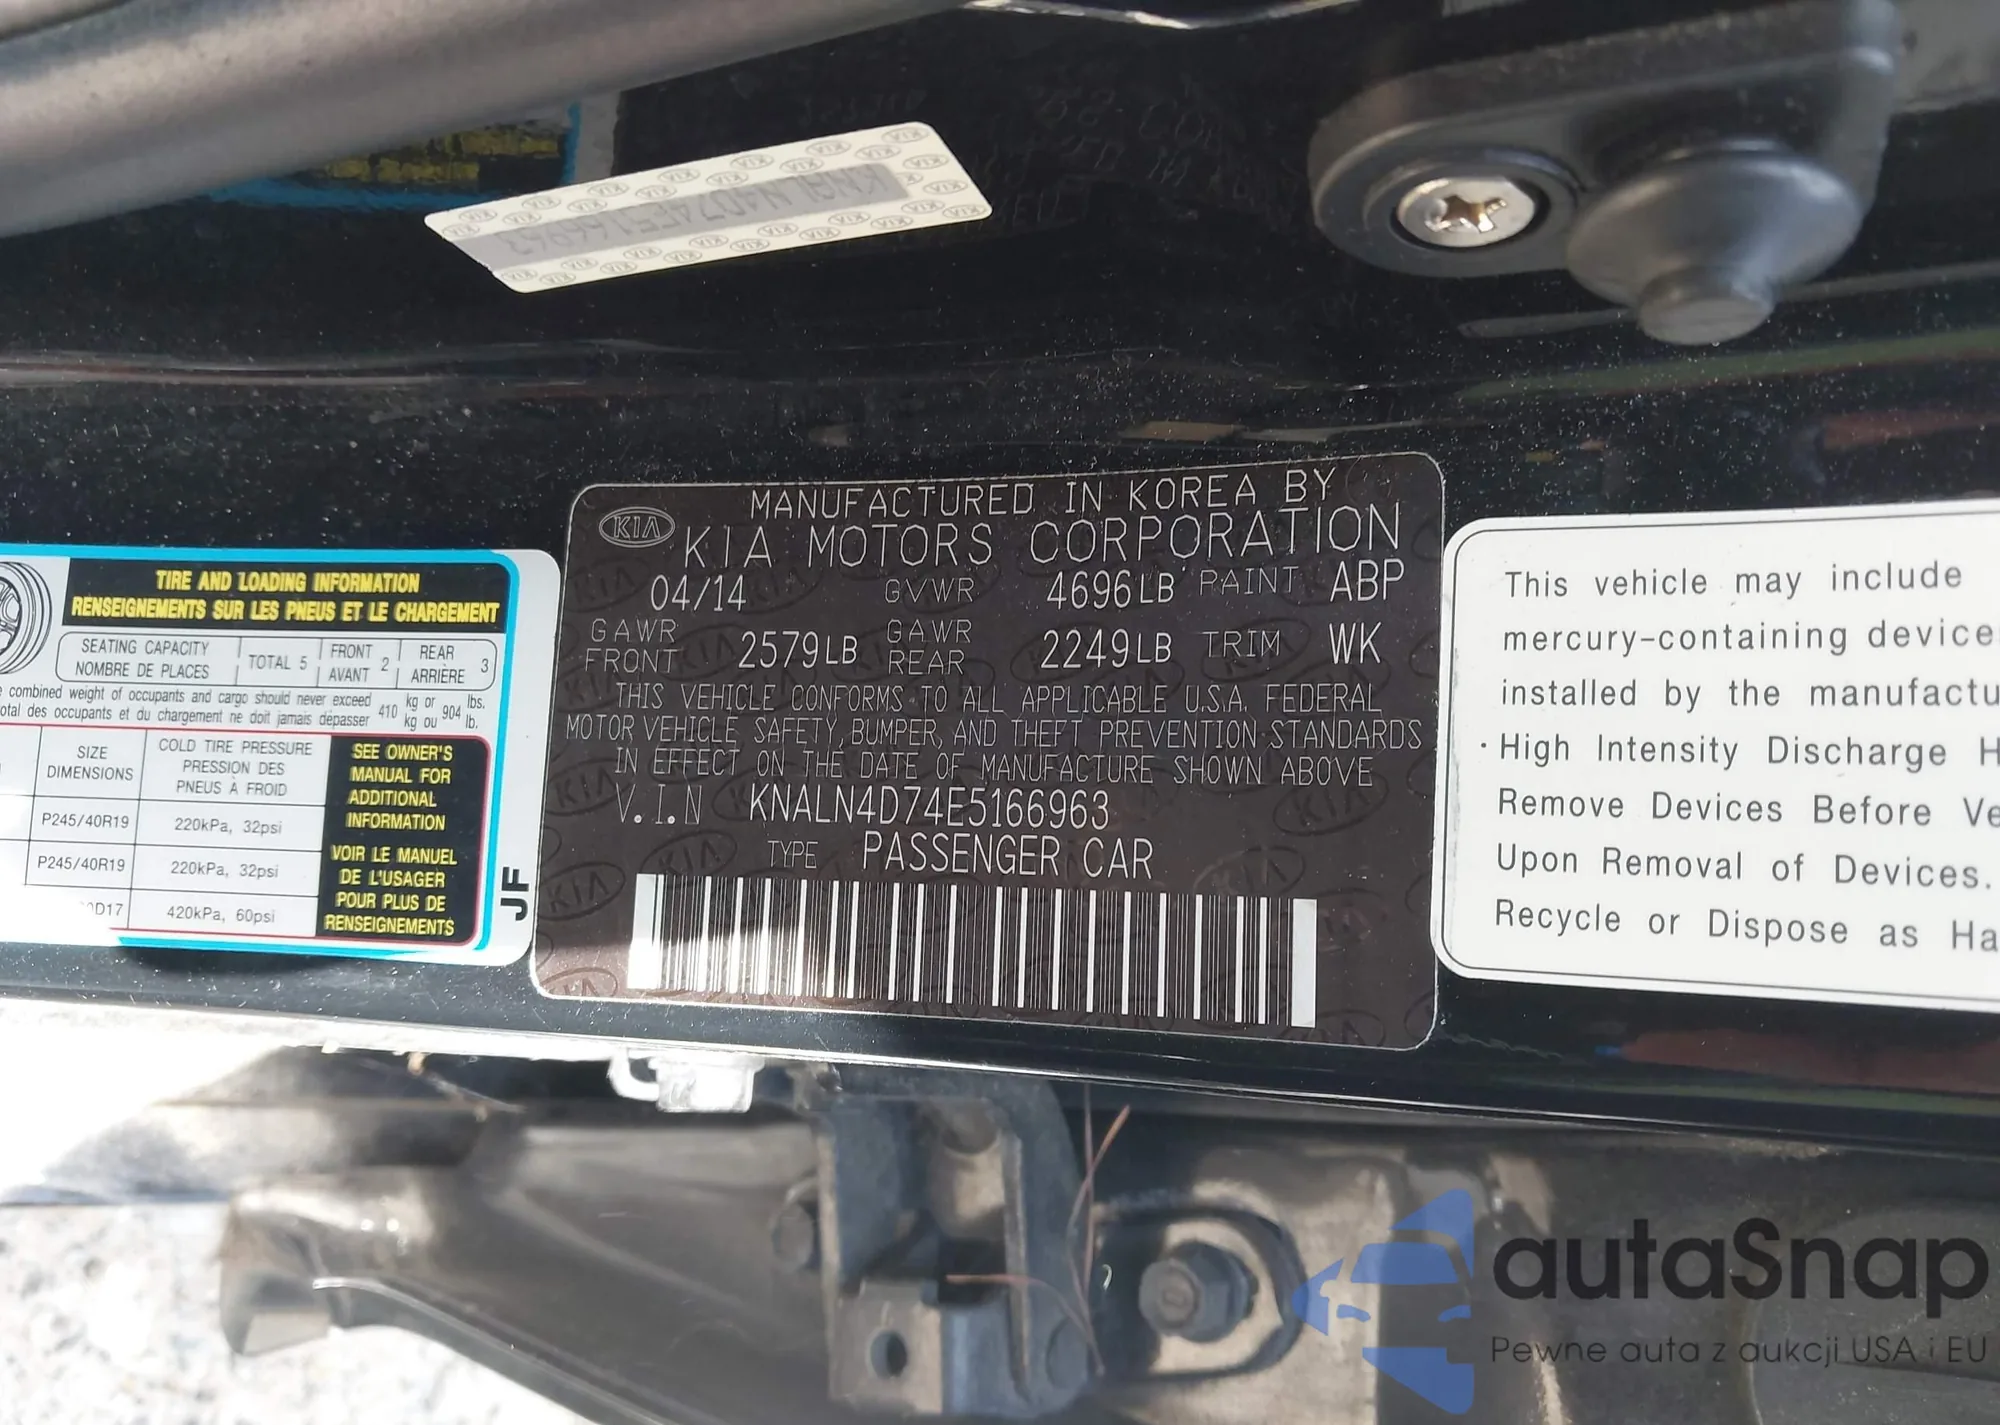 KNALN4D74E5166963
MANUFACTURED IN KOREA BY
KIA
KIA MOTORS CORPORATION
04/14 GVWR 4696LB PAINT ABP
GAWR FRONT 2579LB GAWR REAR 2249LB TRIM WK
THIS VEHICLE CONFORMS TO ALL APPLICABLE U.S.A. FEDERAL
MOTOR VEHICLE SAFETY, BUMPER, AND THEFT PREVENTION STANDARDS
IN EFFECT ON THE DATE OF MANUFACTURE SHOWN ABOVE
V.I.N KNALN4D74E5166963
TYPE PASSENGER CAR
TIRE AND LOADING INFORMATION
RENSEIGNEMENTS SUR LES PNEUS ET LE CHARGEMENT
SEATING CAPACITY
NOMBRE DE PLACES
TOTAL 5
FRONT
AVANT 2
REAR
ARRIÈRE 3
combined weight of occupants and cargo should never exceed 410 kg or 904 lbs.
total des occupants et du chargement ne doit jamais dépasser kg ou lb.
SIZE
DIMENSIONS
COLD TIRE PRESSURE
PRESSION DES
PNEUS À FROID
P245/40R19 220kPa, 32psi
P245/40R19 220kPa, 32psi
0D17 420kPa, 60psi
SEE OWNER'S
MANUAL FOR
ADDITIONAL
INFORMATION
VOIR LE MANUEL
DE L'USAGER
POUR PLUS DE
RENSEIGNEMENTS
JF
This vehicle may include
mercury-containing device
installed by the manufactu
· High Intensity Discharge H
Remove Devices Before Ve
Upon Removal of Devices.
Recycle or Dispose as Ha
autaSnap
Pewne auta z aukcji USA i EU